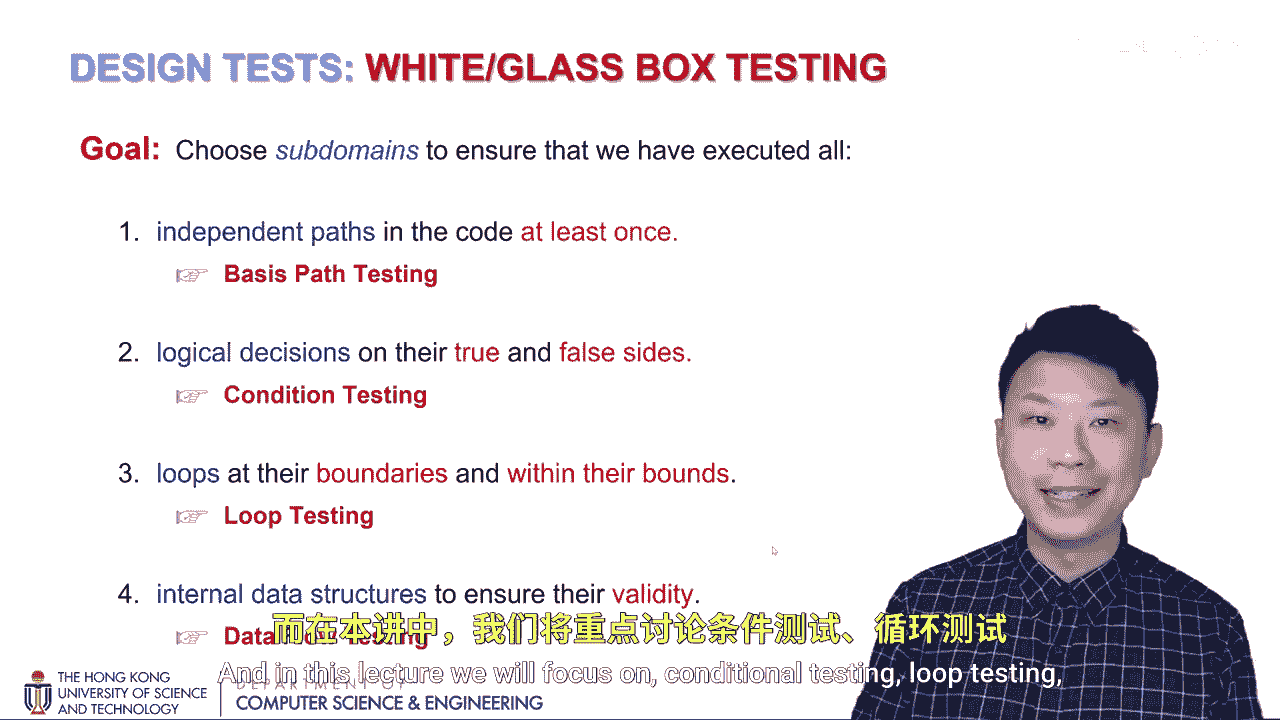 DESIGN TESTS: WHITE/GLASS BOX TESTING
Goal: Choose subdomains to ensure that we have executed all:
1. independent paths in the code at least once.
☞ Basis Path Testing
2. logical decisions on their true and false sides.
☞ Condition Testing
3. loops at their boundaries and within their bounds.
☞ Loop Testing
4. internal data structures to ensure their validity.
☞ Data Testing
而在本讲中，我们将重点讨论条件测试、循环测试
And in this lecture we will focus on, conditional testing, loop testing,
THE HONG KONG
UNIVERSITY OF SCIENCE
AND TECHNOLOGY
DEPARTMENT OF
COMPUTER SCIENCE & ENGINEERING